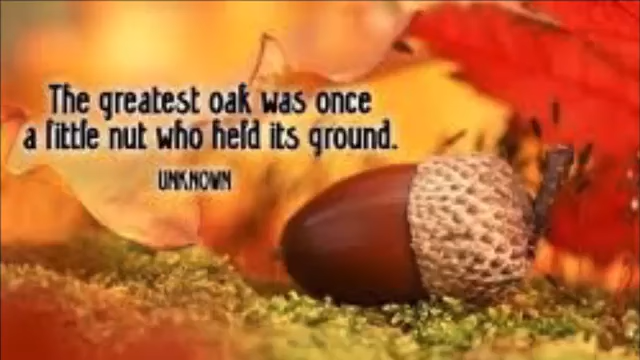 The greatest oak was once
a little nut who held its ground.
UNKNOWN